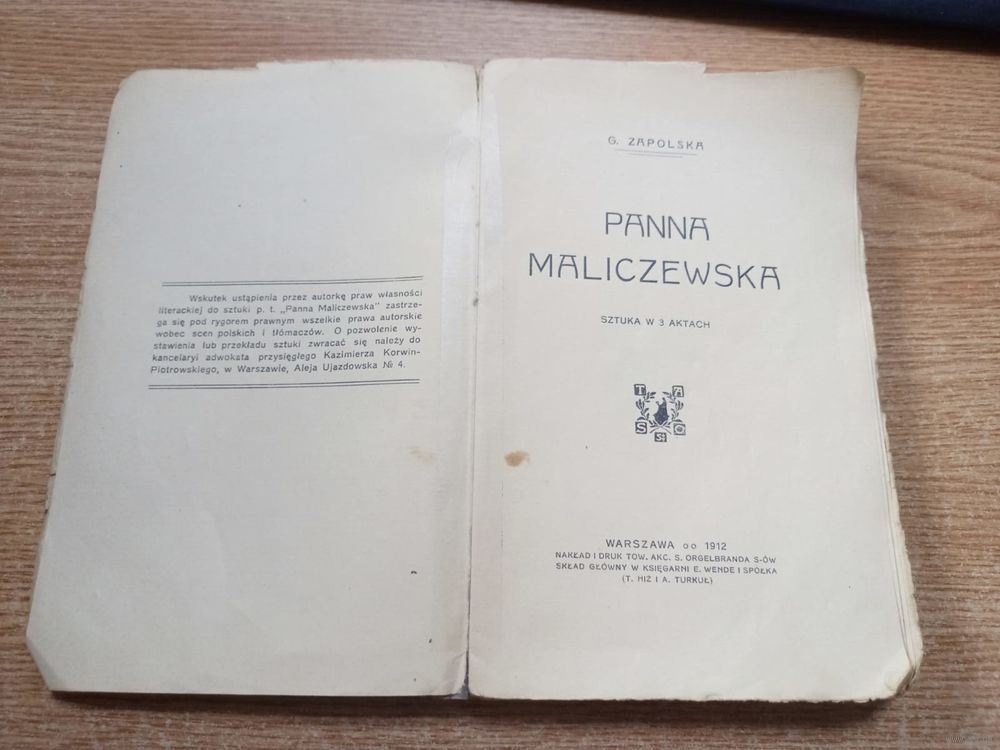 Wskutek ustąpienia przez autorkę praw własności
literackiej do sztuki p. t. „Panna Maliczewska" zastrze-
ga się pod rygorem prawnym wszelkie prawa autorskie
wobec scen polskich i tłómaczów. O pozwolenie wy-
stawienia lub przekładu sztuki zwracać się należy do
kancelaryi adwokata przysięgłego Kazimierza Korwin-
Piotrowskiego, w Warszawie, Aleja Ujazdowska № 4.
G. ZAPOLSKA
PANNA
MALICZEWSKA
SZTUKA W 3 AKTACH
T A
S O
Sł
WARSZAWA oo 1912
NAKŁAD I DRUK TOW. AKC. S. ORGELBRANDA S-ÓW
SKŁAD GŁÓWNY W KSIĘGARNI E. WENDE I SPÓŁKA
(T. HIŻ I A. TURKUŁ)